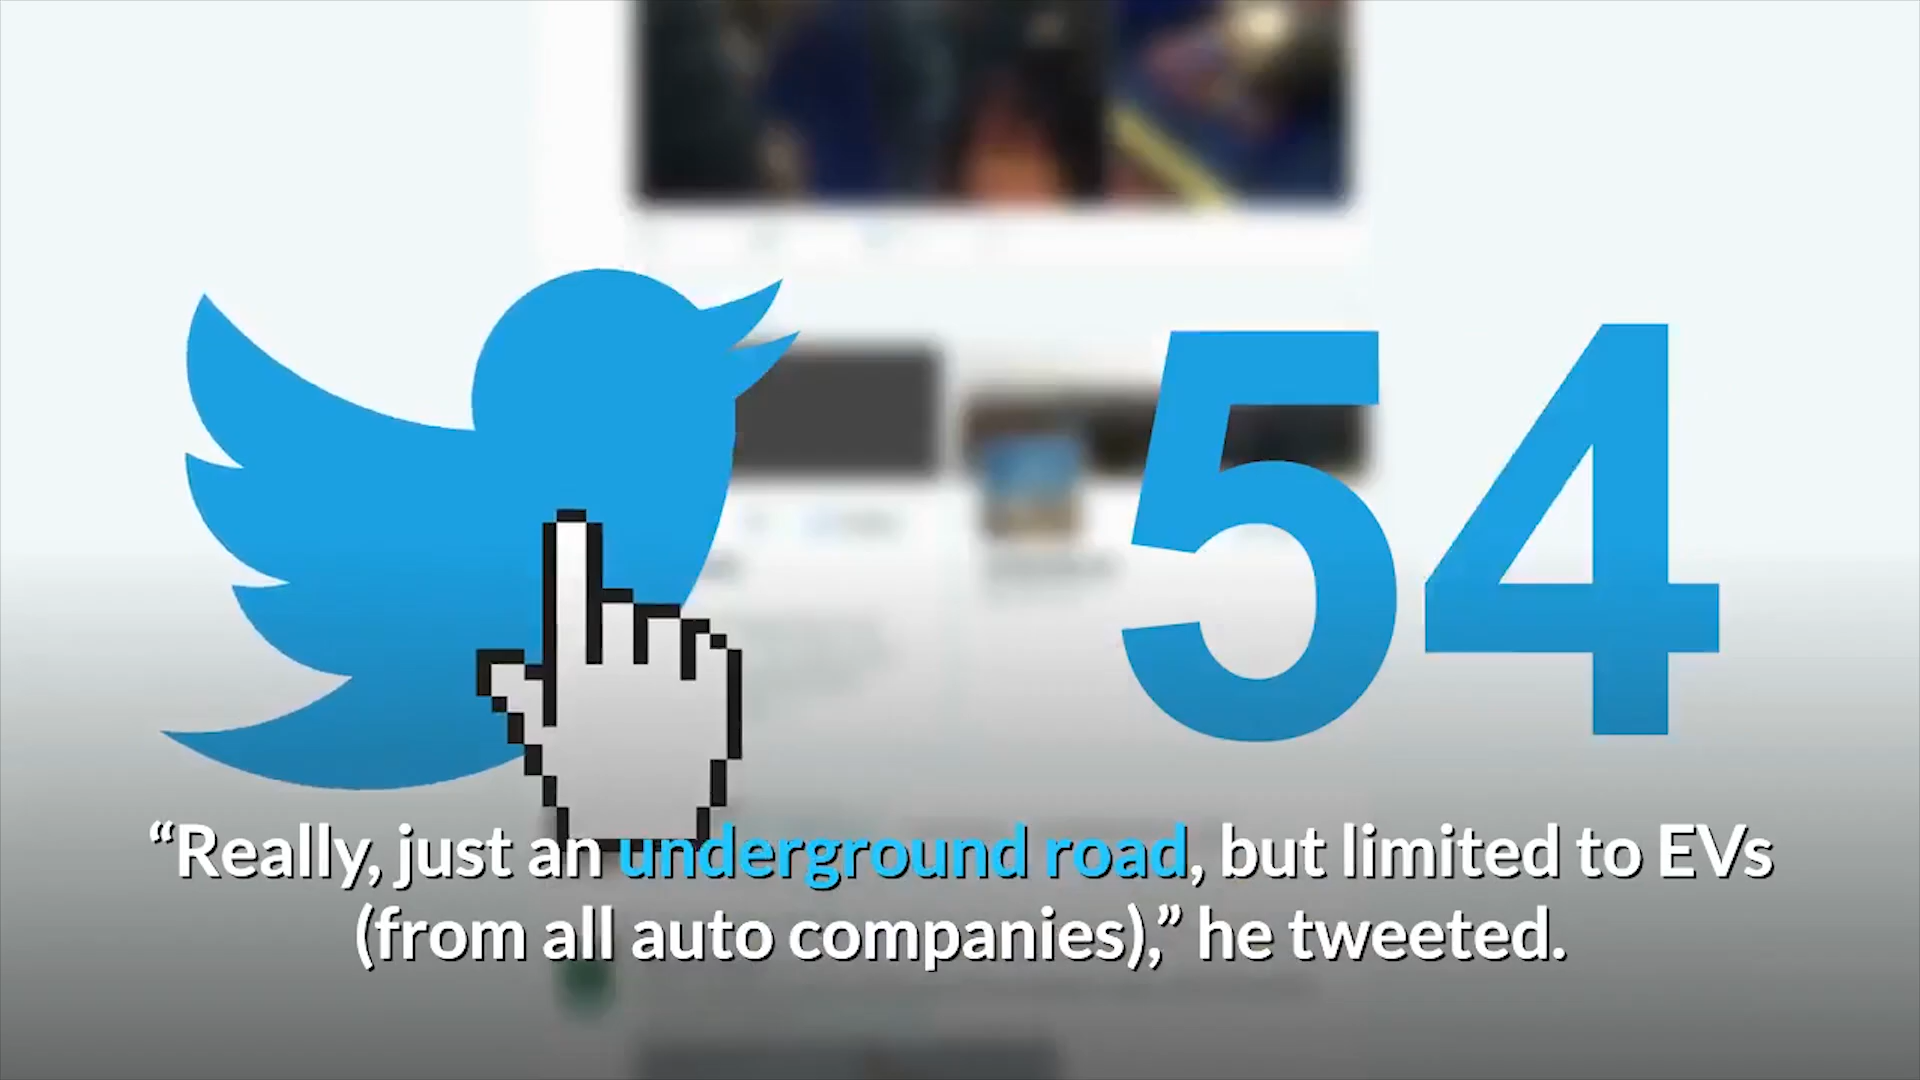 54
“Really, just an underground road, but limited to EVs
(from all auto companies),” he tweeted.